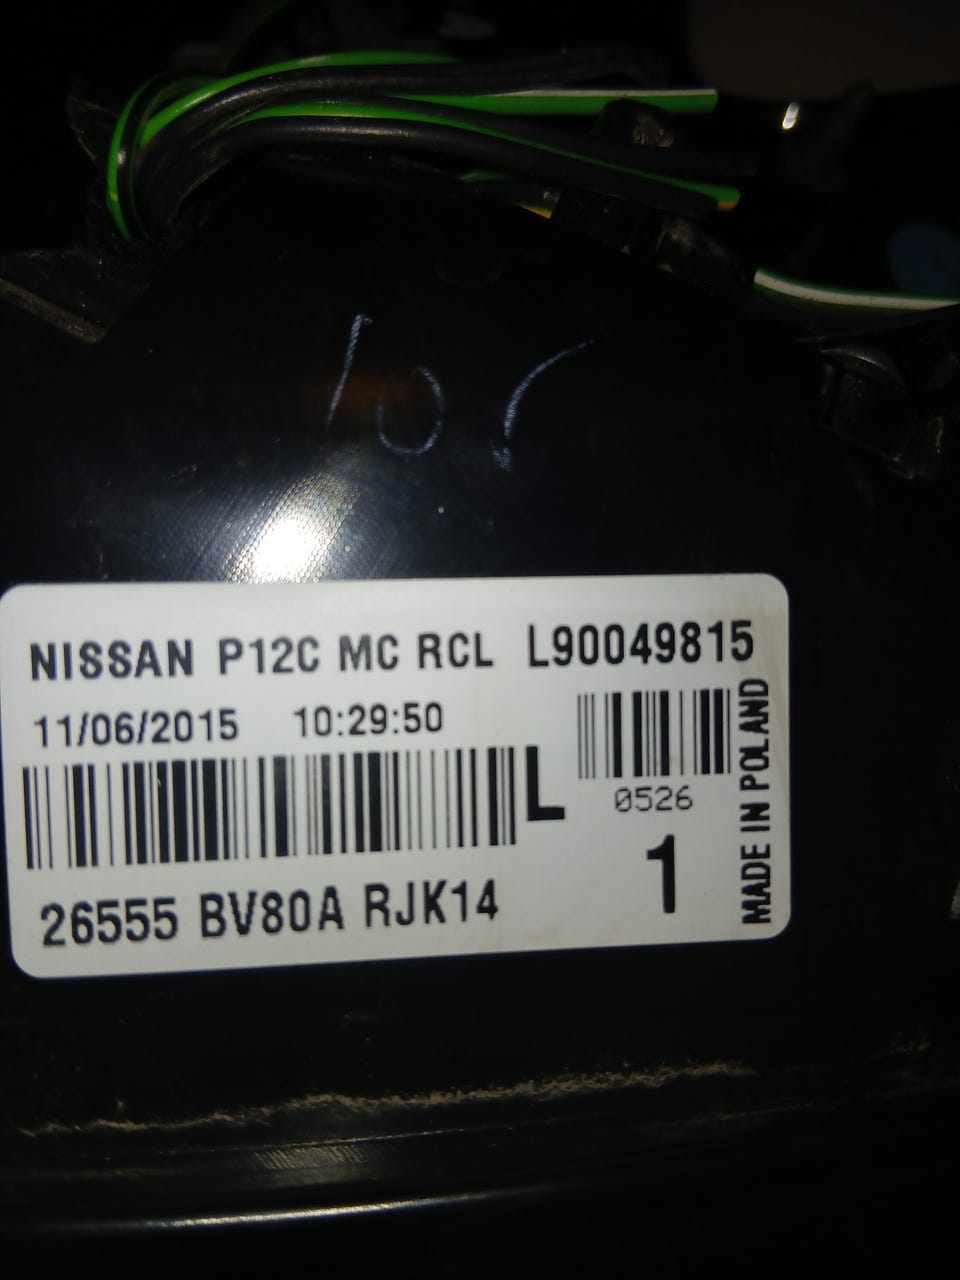 NISSAN P12C MC RCL L90049815
11/06/2015 10:29:50
L
0526
26555 BV80A RJK14
1
MADE IN POLAND